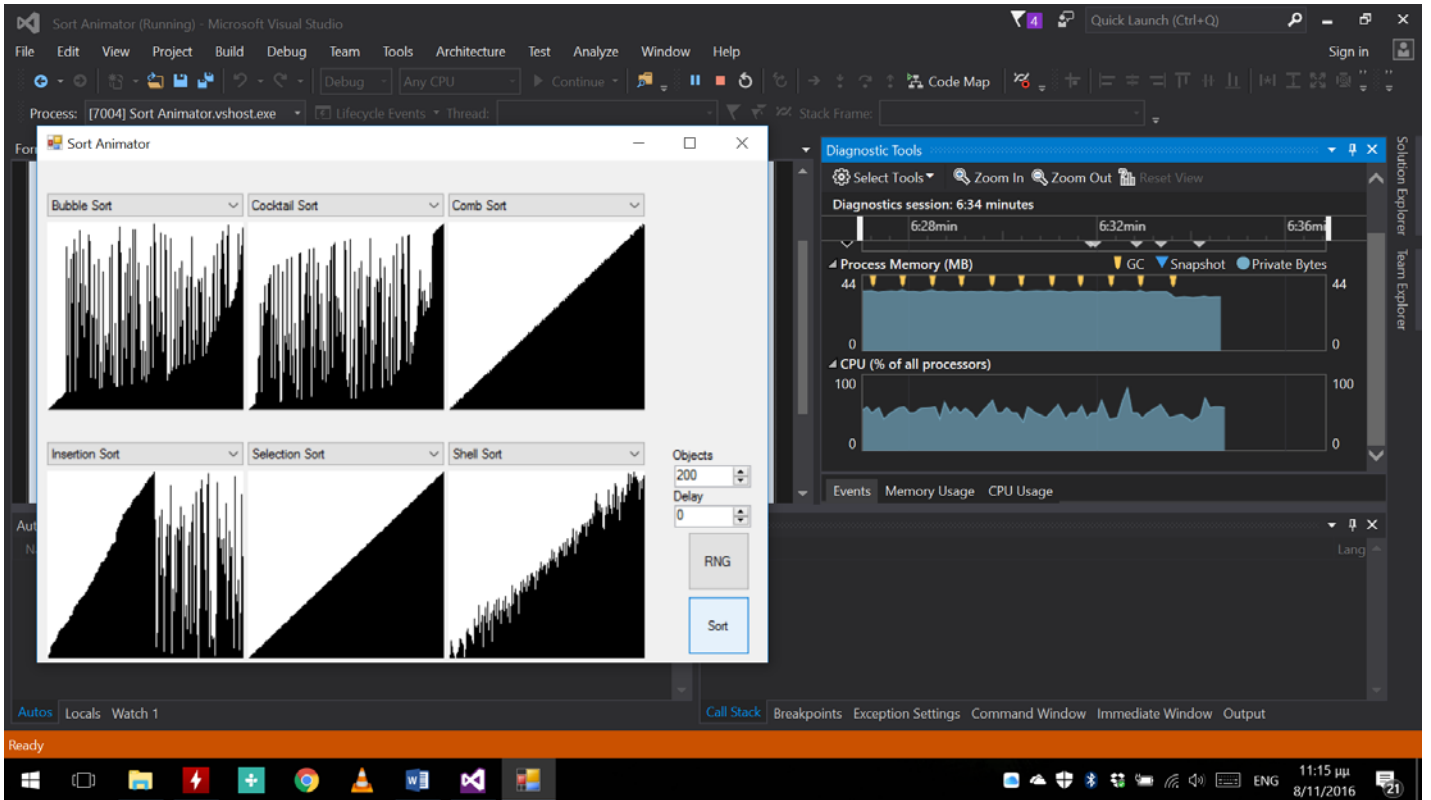 Sort Animator (Running) - Microsoft Visual Studio
4
Quick Launch (Ctrl+Q)
File Edit View Project Build Debug Team Tools Architecture Test Analyze Window Help
Sign in
Debug Any CPU Continue Code Map
Process: [7004] Sort Animator.vshost.exe Lifecycle Events Thread: Stack Frame:
Sort Animator
Bubble Sort Cocktail Sort Comb Sort
Insertion Sort Selection Sort Shell Sort
Objects
200
Delay
0
RNG
Sort
Diagnostic Tools
Select Tools Zoom In Zoom Out Reset View
Diagnostics session: 6:34 minutes
6:28min 6:32min 6:36mi
Process Memory (MB) GC Snapshot Private Bytes
44 44
0 0
CPU (% of all processors)
100 100
0 0
Events Memory Usage CPU Usage
Solution Explorer
Team Explorer
Aut
N
Lang
Autos Locals Watch 1
Call Stack Breakpoints Exception Settings Command Window Immediate Window Output
Ready
ENG
11:15 μμ
8/11/2016
21